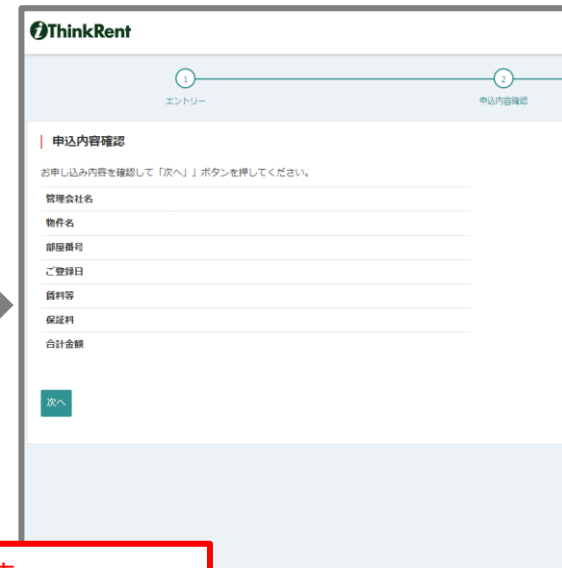 iThinkRent
1
2
エントリー
申込内容確認
申込内容確認
お申し込み内容を確認して「次へ」」ボタンを押してください。
管理会社名
物件名
部屋番号
ご登録日
賃料等
保証料
合計金額
次へ